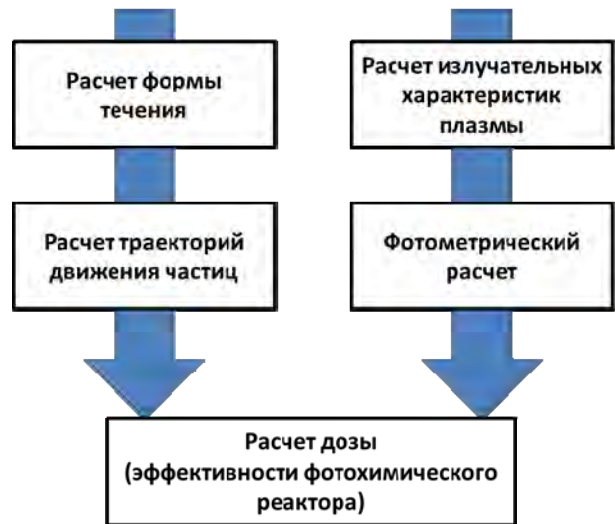 Расчет формы
течения
Расчет излучательных
характеристик
плазмы
Расчет траекторий
движения частиц
Фотометрический
расчет
Расчет дозы
(эффективности фотохимического
реактора)